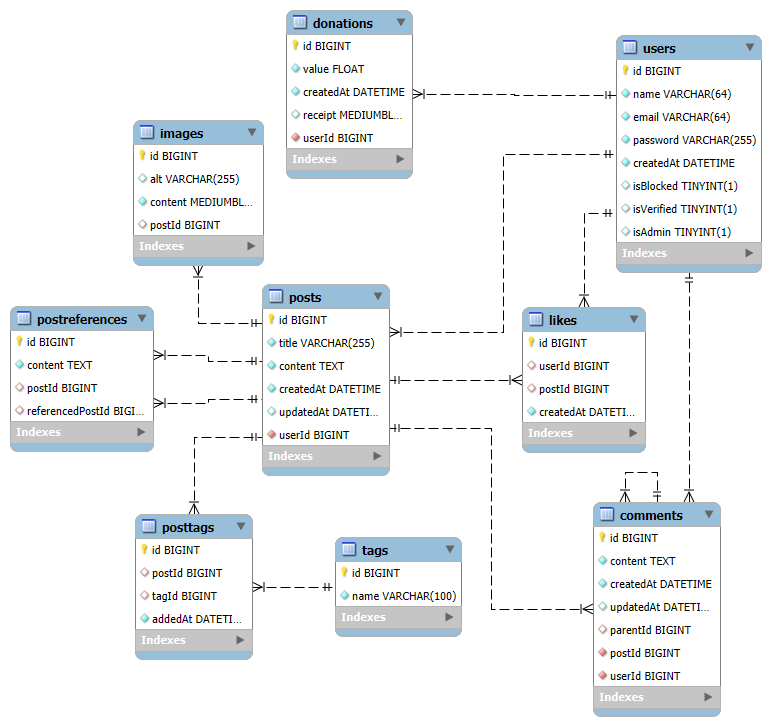 donations
id BIGINT
value FLOAT
createdAt DATETIME
receipt MEDIUMBL...
userId BIGINT
Indexes
users
id BIGINT
name VARCHAR(64)
email VARCHAR(64)
password VARCHAR(255)
createdAt DATETIME
isBlocked TINYINT(1)
isVerified TINYINT(1)
isAdmin TINYINT(1)
Indexes
images
id BIGINT
alt VARCHAR(255)
content MEDIUMBL...
postId BIGINT
Indexes
posts
id BIGINT
title VARCHAR(255)
content TEXT
createdAt DATETIME
updatedAt DATETI...
userId BIGINT
Indexes
postreferences
id BIGINT
content TEXT
postId BIGINT
referencedPostId BIGI...
Indexes
likes
id BIGINT
userId BIGINT
postId BIGINT
createdAt DATETI...
Indexes
posttags
id BIGINT
postId BIGINT
tagId BIGINT
addedAt DATETI...
Indexes
tags
id BIGINT
name VARCHAR(100)
Indexes
comments
id BIGINT
content TEXT
createdAt DATETIME
updatedAt DATETI...
parentId BIGINT
postId BIGINT
userId BIGINT
Indexes